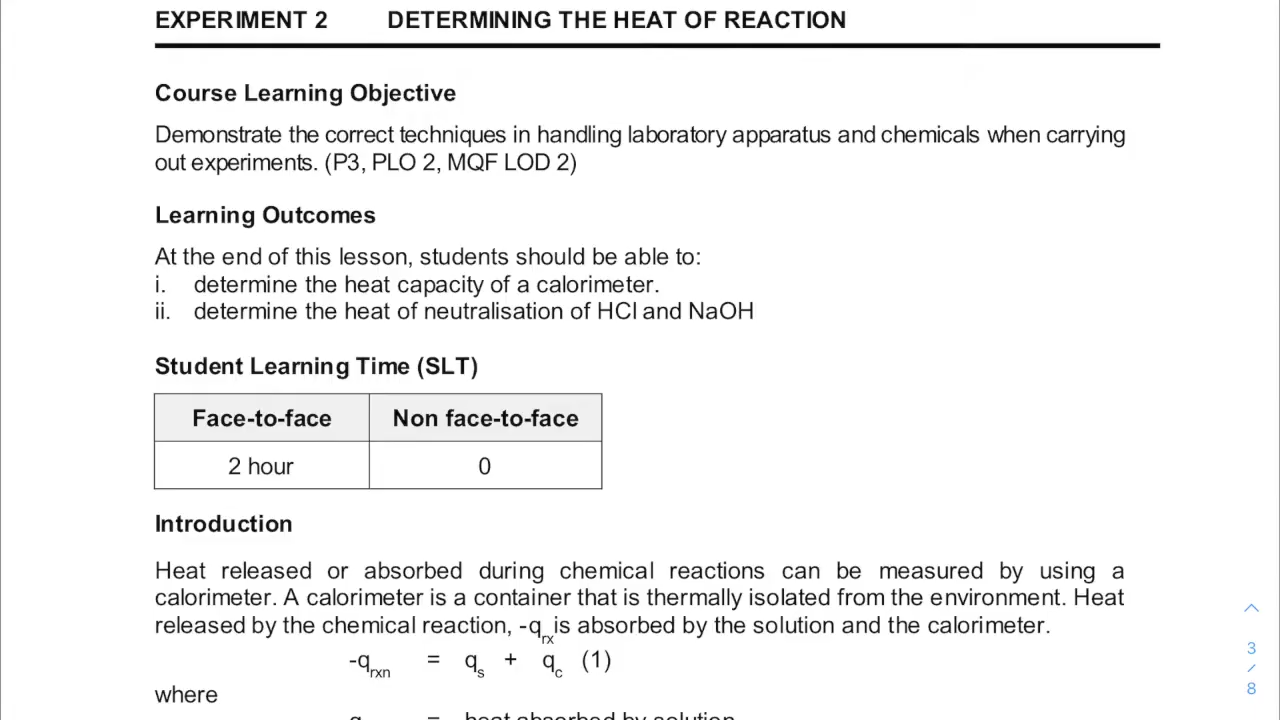 EXPERIMENT 2 DETERMINING THE HEAT OF REACTION
Course Learning Objective
Demonstrate the correct techniques in handling laboratory apparatus and chemicals when carrying
out experiments. (P3, PLO 2, MQF LOD 2)
Learning Outcomes
At the end of this lesson, students should be able to:
i. determine the heat capacity of a calorimeter.
ii. determine the heat of neutralisation of HCl and NaOH
Student Learning Time (SLT)
Face-to-face Non face-to-face
2 hour 0
Introduction
Heat released or absorbed during chemical reactions can be measured by using a
calorimeter. A calorimeter is a container that is thermally isolated from the environment. Heat
released by the chemical reaction, -qrx is absorbed by the solution and the calorimeter.
-qrxn = qs + qc (1)
where
q = heat absorbed by solution
3
/
8